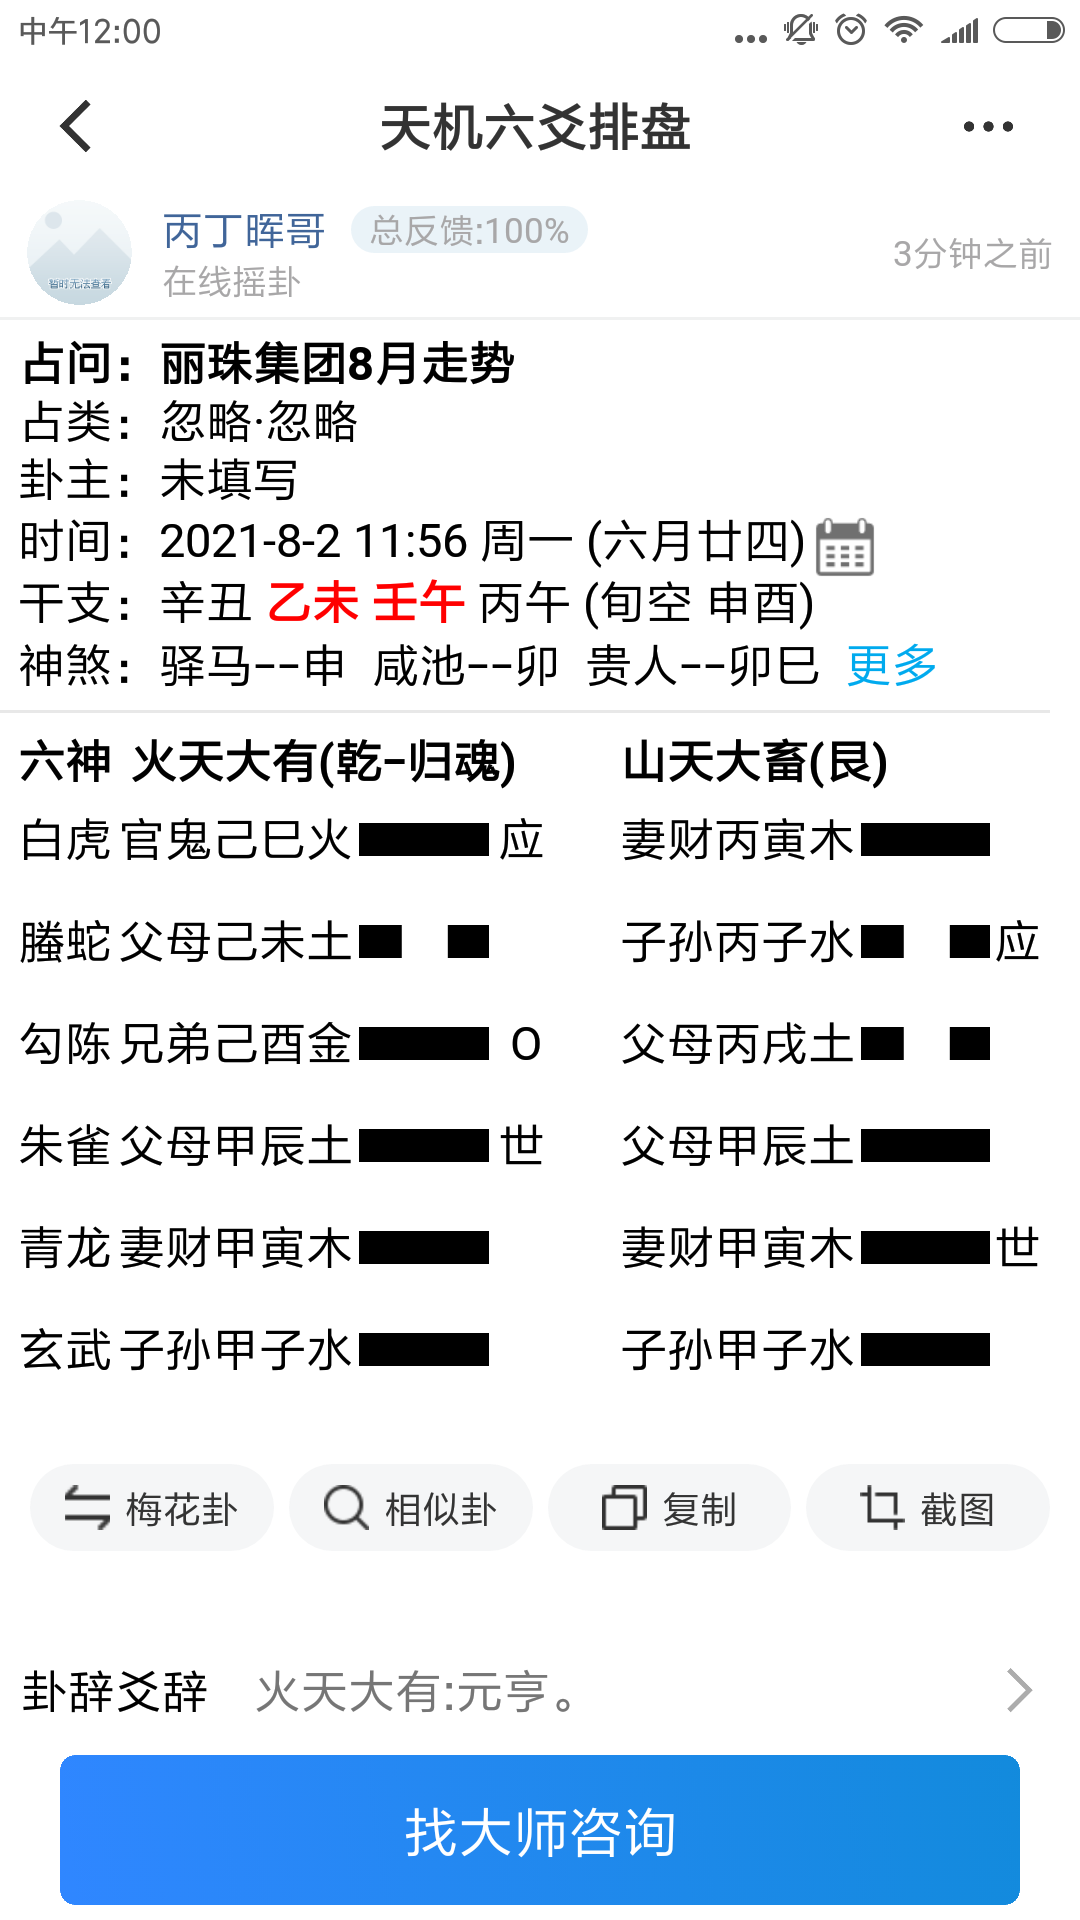 中午12:00
天机六爻排盘
丙丁晖哥 总反馈:100%
在线摇卦
3分钟之前
暂时无法查看
占问：丽珠集团8月走势
占类：忽略·忽略
卦主：未填写
时间：2021-8-2 11:56 周一 (六月廿四)
干支：辛丑 乙未 壬午 丙午 (旬空 申酉)
神煞：驿马--申 咸池--卯 贵人--卯巳 更多
六神 火天大有(乾-归魂) 山天大畜(艮)
白虎 官鬼己巳火 应 妻财丙寅木
螣蛇 父母己未土 子孙丙子水 应
勾陈 兄弟己酉金 O 父母丙戌土
朱雀 父母甲辰土 世 父母甲辰土
青龙 妻财甲寅木 妻财甲寅木 世
玄武 子孙甲子水 子孙甲子水
梅花卦 相似卦 复制 截图
卦辞爻辞 火天大有:元亨。
找大师咨询